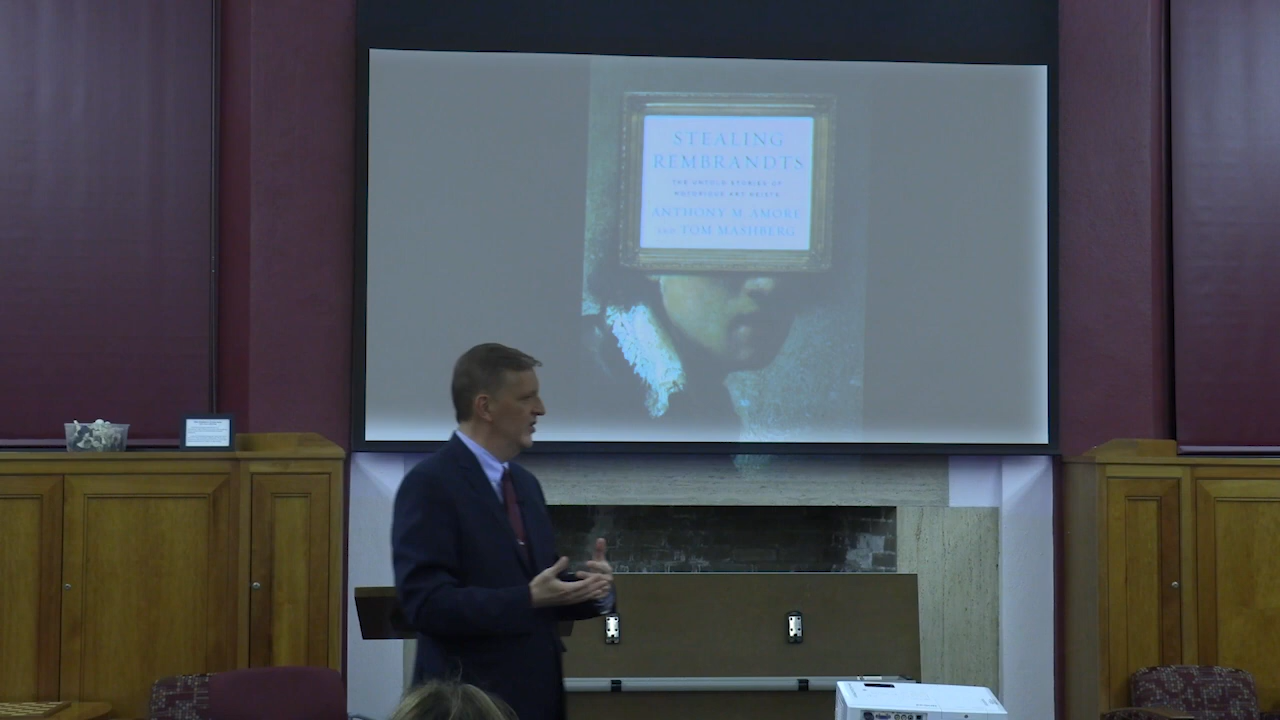 STEALING
REMBRANDTS
THE UNTOLD STORIES OF
NOTORIOUS ART HEISTS
ANTHONY M. AMORE
AND TOM MASHBERG